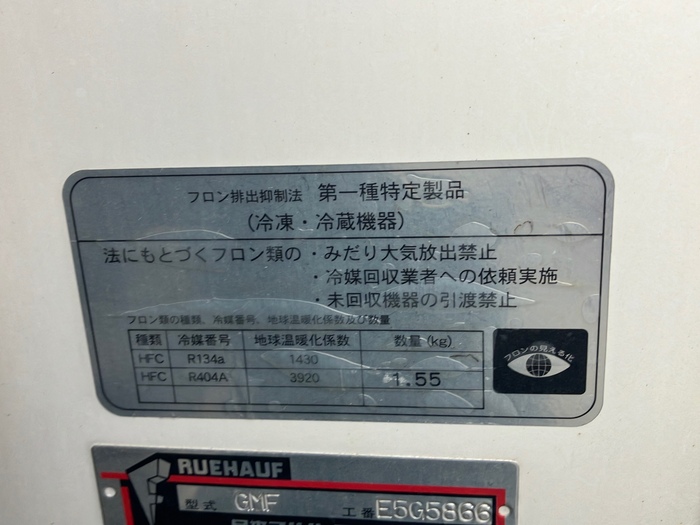 フロン排出抑制法 第一種特定製品
(冷凍・冷蔵機器)
法にもとづくフロン類の・みだり大気放出禁止
・冷媒回収業者への依頼実施
・未回収機器の引渡禁止
フロン類の種類、冷媒番号、地球温暖化係数及び数量
種類 冷媒番号 地球温暖化係数 数量(kg)
HFC R134a 1430
HFC R404A 3920 1.55
フロンの見える化
RUEHAUF
型式 GMF 工番 E5G5866